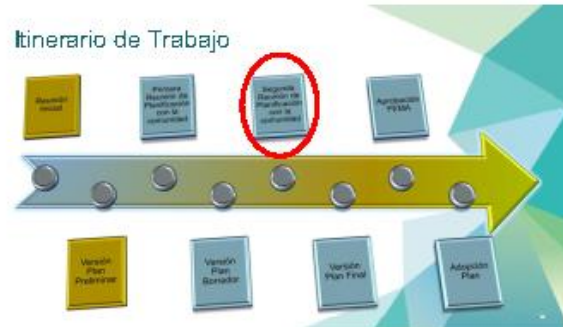 Itinerario de Trabajo
Reunión
Inicial
Primera
Reunión de
Planificación
con la
comunidad
Segunda
Reunión de
Planificación
con la
comunidad
Aprobación
FEMA
Versión
Plan
Preliminar
Versión
Plan
Borrador
Versión
Plan Final
Adopción
Plan